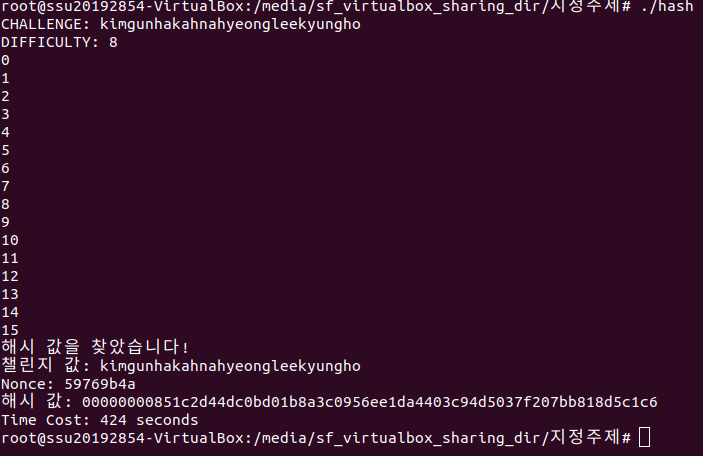 root@ssu20192854-VirtualBox:/media/sf_virtualbox_sharing_dir/지정주제# ./hash
CHALLENGE: kimgunhakahnahyeongleekyungho
DIFFICULTY: 8
0
1
2
3
4
5
6
7
8
9
10
11
12
13
14
15
해시 값을 찾았습니다!
챌린지 값: kimgunhakahnahyeongleekyungho
Nonce: 59769b4a
해시 값: 00000000851c2d44dc0bd01b8a3c0956ee1da4403c94d5037f207bb818d5c1c6
Time Cost: 424 seconds
root@ssu20192854-VirtualBox:/media/sf_virtualbox_sharing_dir/지정주제#